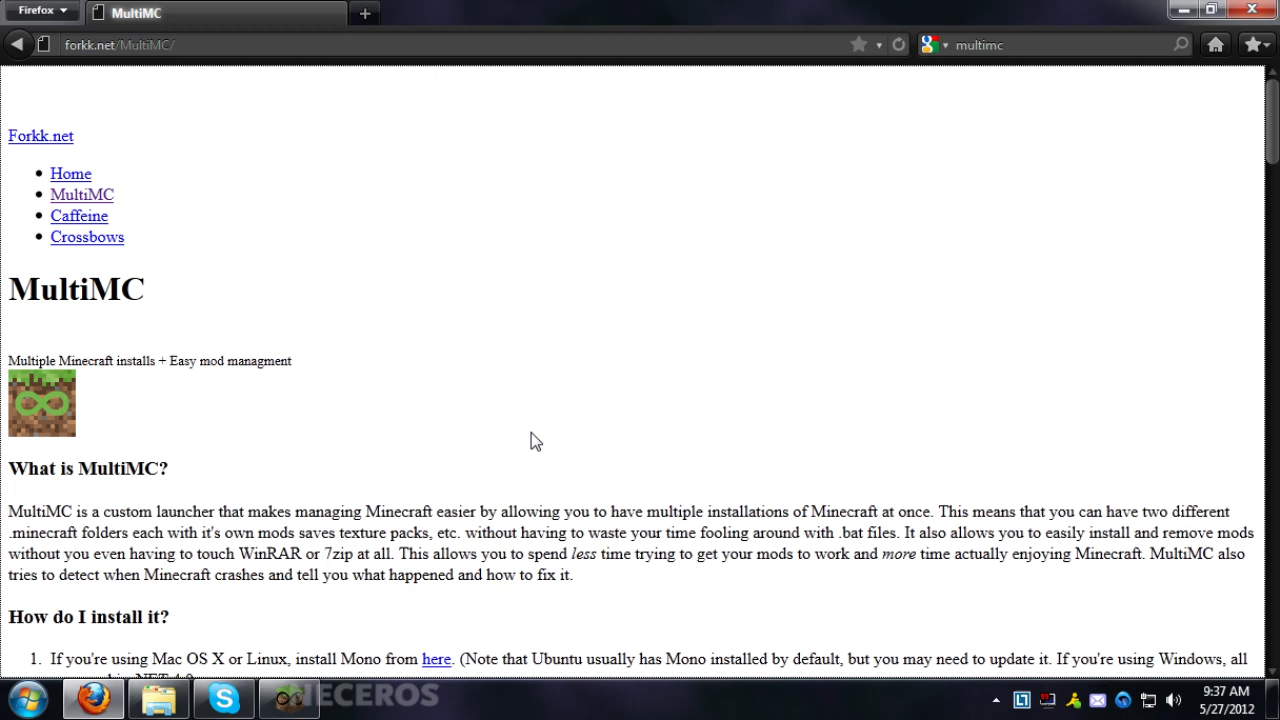 Firefox
MultiMC
forkk.net/MultiMC/
multimc
Forkk.net
Home
MultiMC
Caffeine
Crossbows
MultiMC
Multiple Minecraft installs + Easy mod managment
What is MultiMC?
MultiMC is a custom launcher that makes managing Minecraft easier by allowing you to have multiple installations of Minecraft at once. This means that you can have two different
.minecraft folders each with it's own mods saves texture packs, etc. without having to waste your time fooling around with .bat files. It also allows you to easily install and remove mods
without you even having to touch WinRAR or 7zip at all. This allows you to spend less time trying to get your mods to work and more time actually enjoying Minecraft. MultiMC also
tries to detect when Minecraft crashes and tell you what happened and how to fix it.
How do I install it?
1. If you're using Mac OS X or Linux, install Mono from here. (Note that Ubuntu usually has Mono installed by default, but you may need to update it. If you're using Windows, all
9:37 AM
5/27/2012